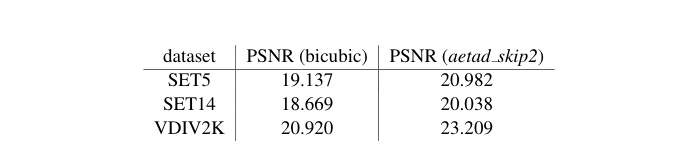 dataset PSNR (bicubic) PSNR (aetad_skip2)
SET5 19.137 20.982
SET14 18.669 20.038
VDIV2K 20.920 23.209